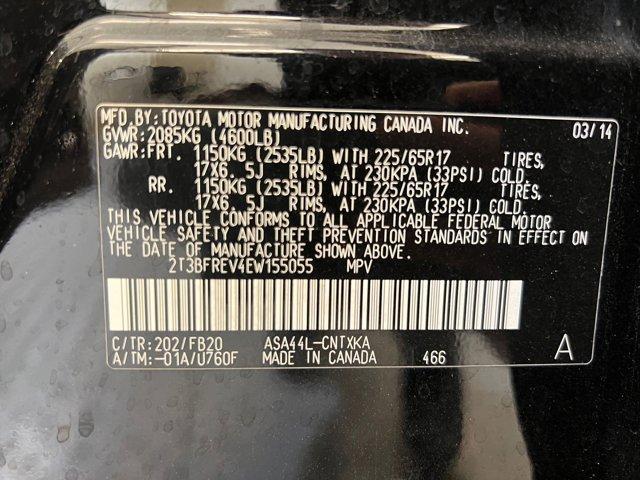 MFD.BY:TOYOTA MOTOR MANUFACTURING CANADA INC. 03/14
GVWR:2085KG (4600LB)
GAWR:FRT. 1150KG (2535LB) WITH 225/65R17 TIRES,
17X6.5J RIMS, AT 230KPA (33PSI) COLD.
RR. 1150KG (2535LB) WITH 225/65R17 TIRES,
17X6.5J RIMS, AT 230KPA (33PSI) COLD.
THIS VEHICLE CONFORMS TO ALL APPLICABLE FEDERAL MOTOR
VEHICLE SAFETY AND THEFT PREVENTION STANDARDS IN EFFECT ON
THE DATE OF MANUFACTURE SHOWN ABOVE.
2T3BFREV4EW155055 MPV
C/TR:202/FB20 ASA44L-CNTXKA
A/TM:-01A/U760F MADE IN CANADA 466 A